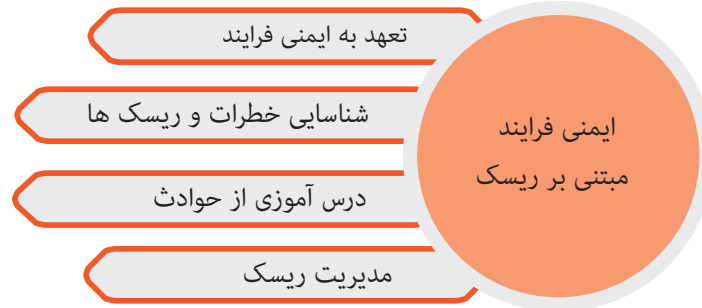 ایمنی فرایند
مبتنی بر ریسک
تعهد به ایمنی فرایند
شناسایی خطرات و ریسک ها
درس آموزی از حوادث
مدیریت ریسک